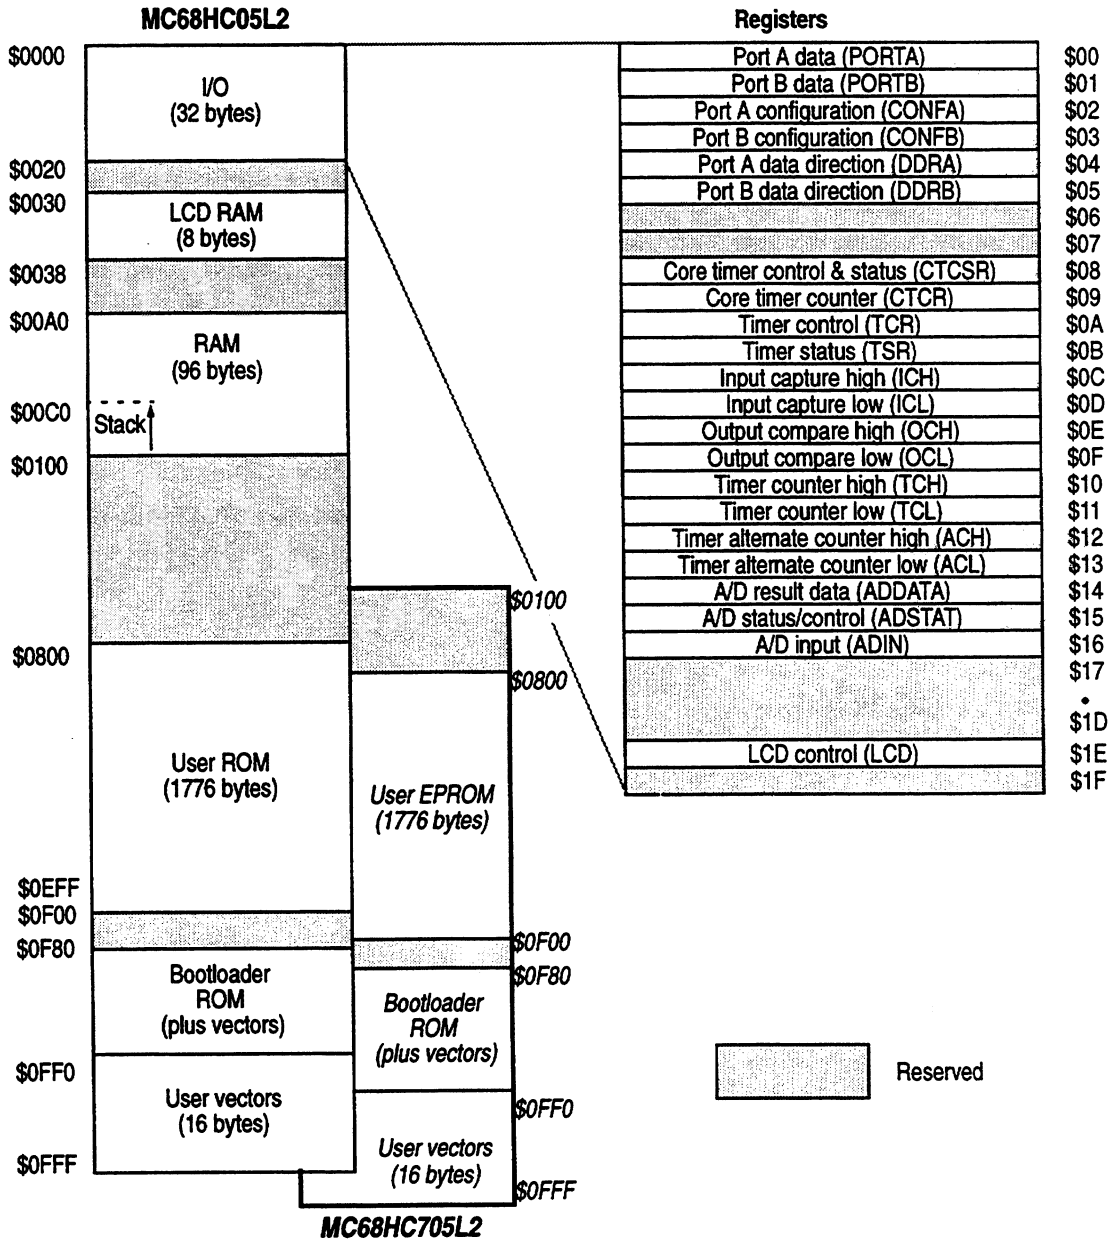 MC68HC05L2
$0000
I/O
(32 bytes)
$0020
$0030
LCD RAM
(8 bytes)
$0038
$00A0
RAM
(96 bytes)
$00C0
Stack
$0100
$0800
User ROM
(1776 bytes)
$0EFF
$0F00
$0F80
Bootloader
ROM
(plus vectors)
$0FF0
User vectors
(16 bytes)
$0FFF
$0100
$0800
User EPROM
(1776 bytes)
$0F00
$0F80
Bootloader
ROM
(plus vectors)
$0FF0
User vectors
(16 bytes)
$0FFF
MC68HC705L2
Registers
Port A data (PORTA) $00
Port B data (PORTB) $01
Port A configuration (CONFA) $02
Port B configuration (CONFB) $03
Port A data direction (DDRA) $04
Port B data direction (DDRB) $05
$06
$07
Core timer control & status (CTCSR) $08
Core timer counter (CTCR) $09
Timer control (TCR) $0A
Timer status (TSR) $0B
Input capture high (ICH) $0C
Input capture low (ICL) $0D
Output compare high (OCH) $0E
Output compare low (OCL) $0F
Timer counter high (TCH) $10
Timer counter low (TCL) $11
Timer alternate counter high (ACH) $12
Timer alternate counter low (ACL) $13
A/D result data (ADDATA) $14
A/D status/control (ADSTAT) $15
A/D input (ADIN) $16
$17
•
$1D
LCD control (LCD) $1E
$1F
Reserved